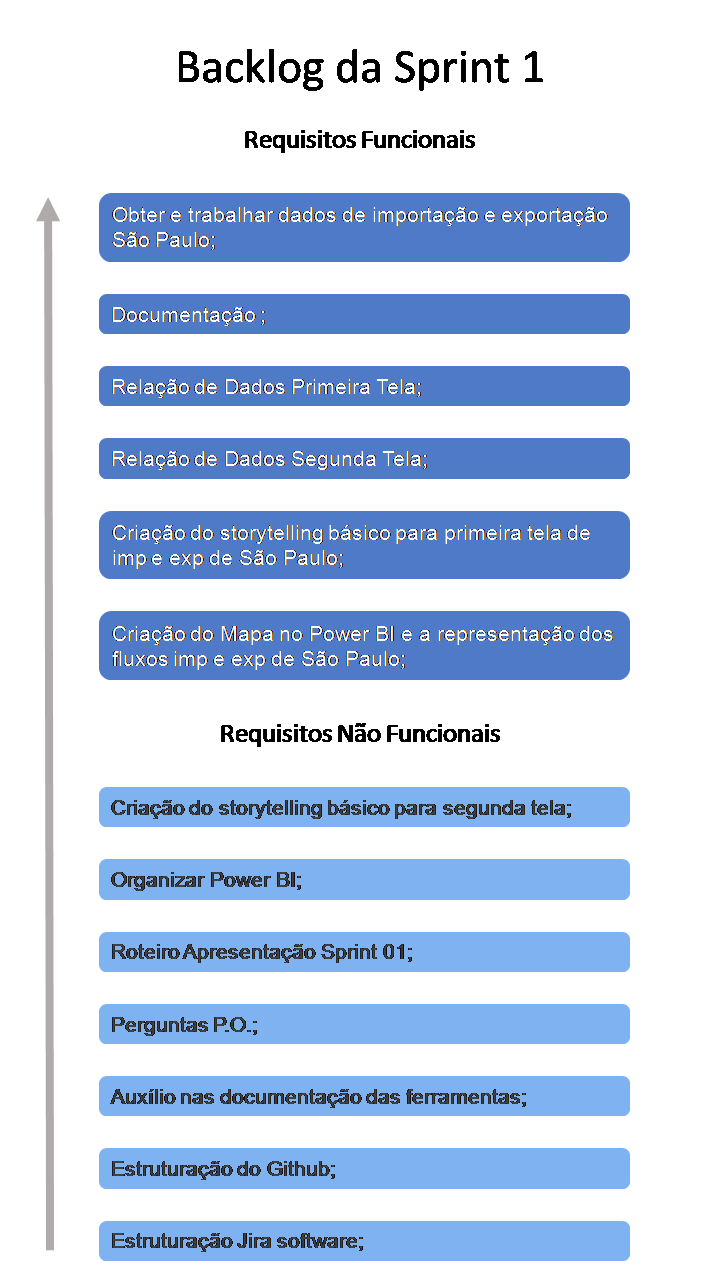 Backlog da Sprint 1
Requisitos Funcionais
Obter e trabalhar dados de importação e exportação
São Paulo;
Documentação ;
Relação de Dados Primeira Tela;
Relação de Dados Segunda Tela;
Criação do storytelling básico para primeira tela de
imp e exp de São Paulo;
Criação do Mapa no Power BI e a representação dos
fluxos imp e exp de São Paulo;
Requisitos Não Funcionais
Criação do storytelling básico para segunda tela;
Organizar Power BI;
Roteiro Apresentação Sprint 01;
Perguntas P.O.;
Auxílio nas documentação das ferramentas;
Estruturação do Github;
Estruturação Jira software;